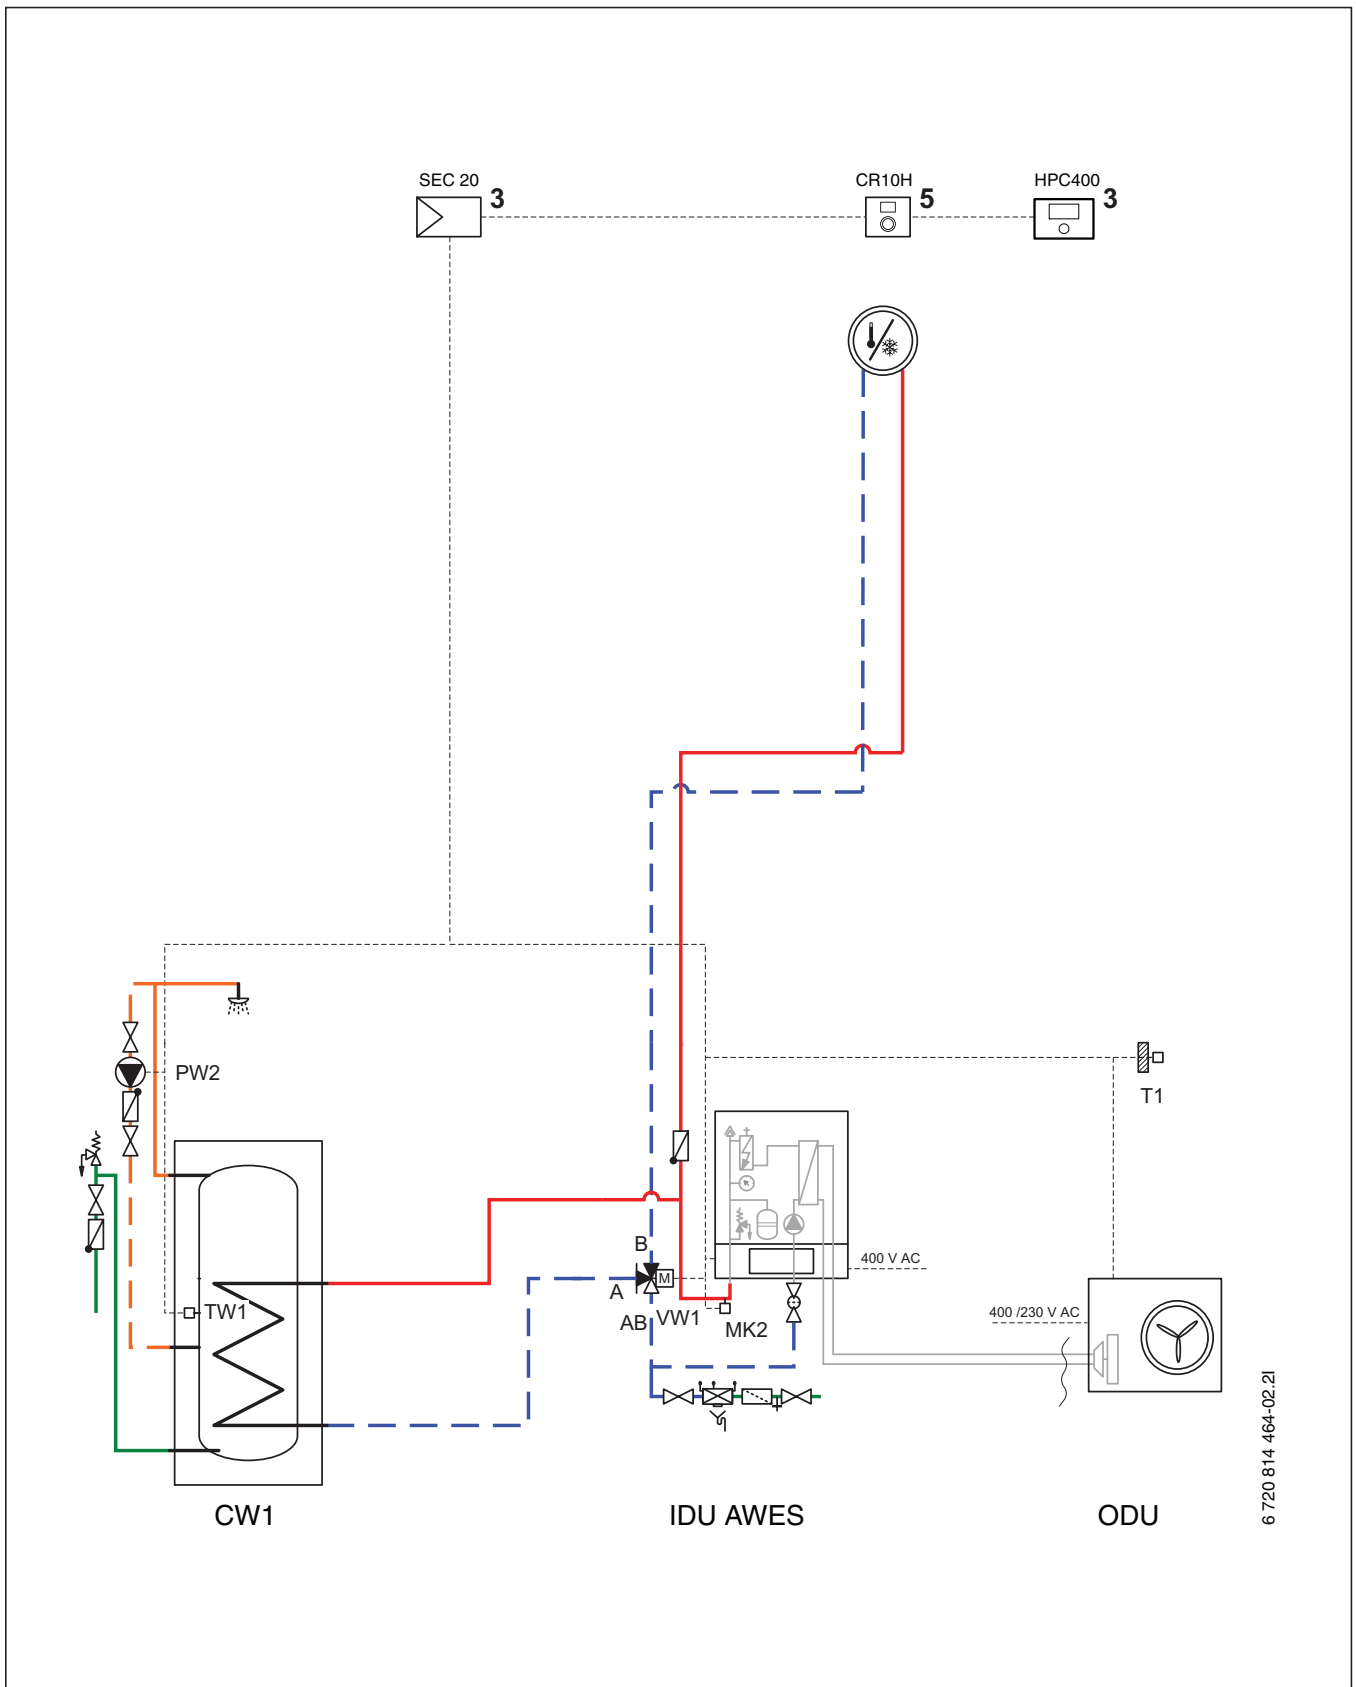 SEC 20
3
CR10H
5
HPC400
3
PW2
T1
B
400 V AC
A
M
TW1
AB
VW1
MK2
400 /230 V AC
CW1
IDU AWES
ODU
6 720 814 464-02.2I